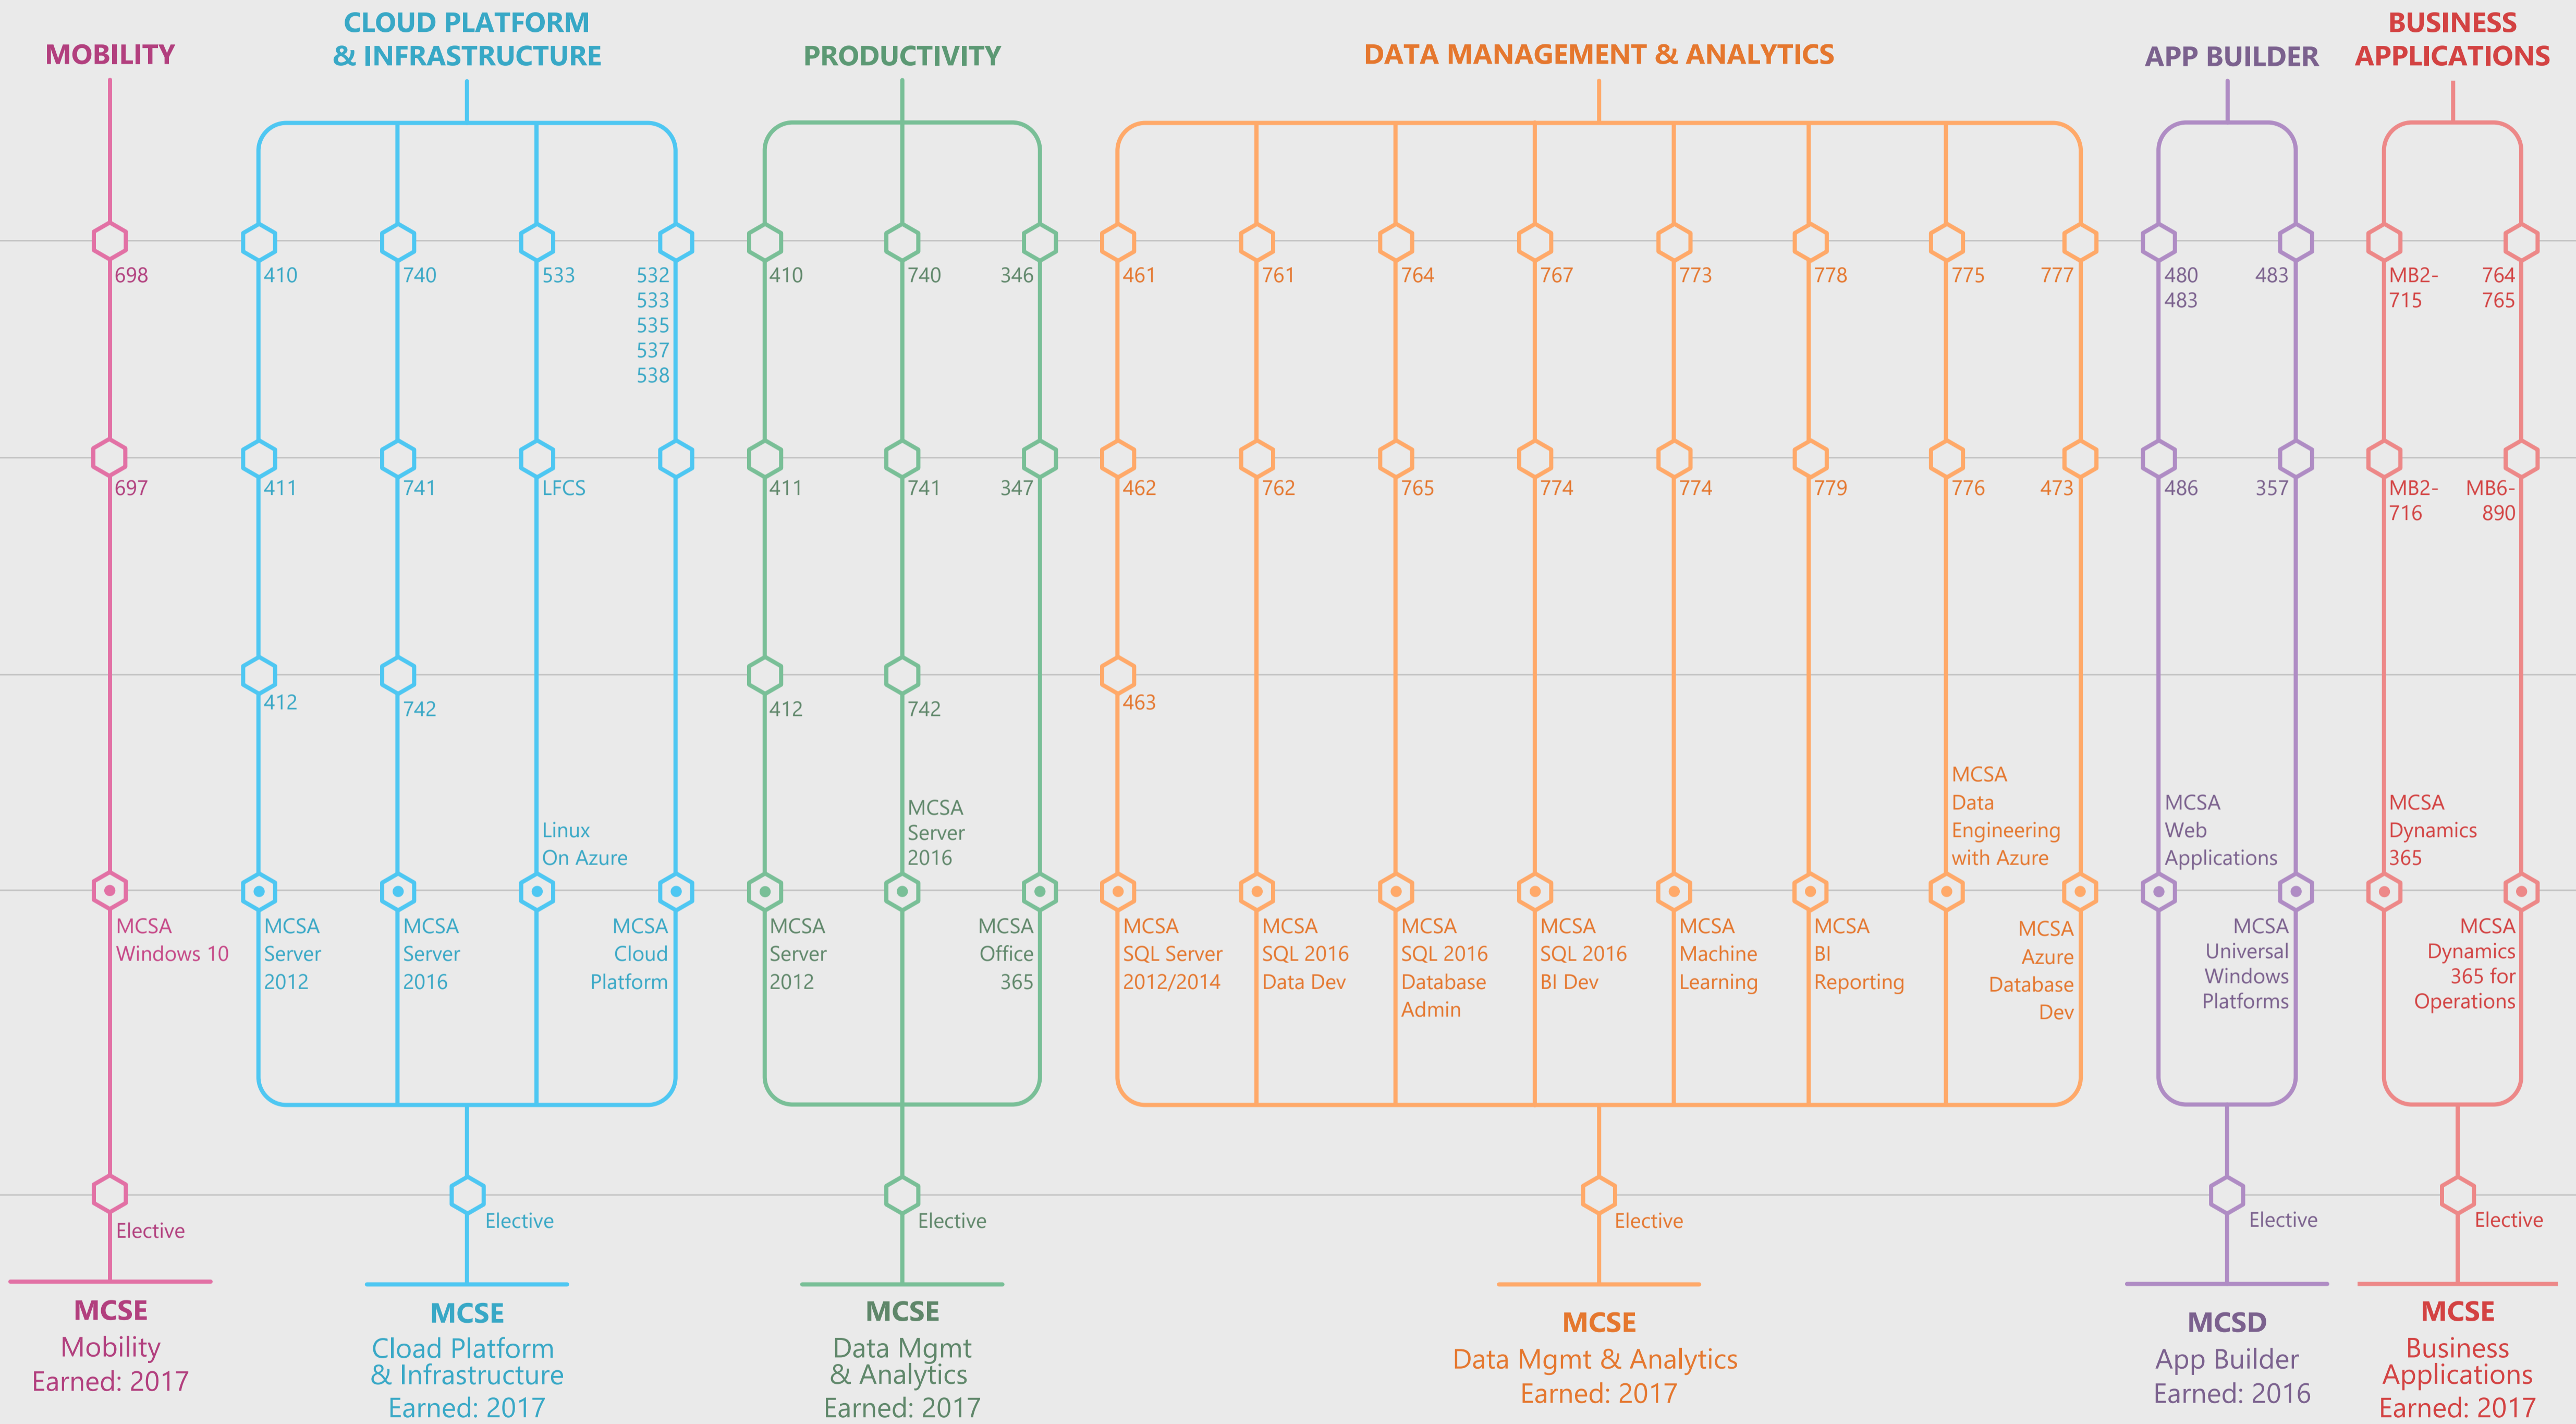 MOBILITY
CLOUD PLATFORM
& INFRASTRUCTURE
PRODUCTIVITY
DATA MANAGEMENT & ANALYTICS
APP BUILDER
BUSINESS
APPLICATIONS
698
697
MCSA
Windows 10
Elective
MCSE
Mobility
Earned: 2017
410
411
412
MCSA
Server
2012
740
741
742
MCSA
Server
2016
533
LFCS
Linux
On Azure
532
533
535
537
538
MCSA
Cloud
Platform
Elective
MCSE
Cload Platform
& Infrastructure
Earned: 2017
410
411
412
MCSA
Server
2012
740
741
742
MCSA
Server
2016
346
347
MCSA
Office
365
Elective
MCSE
Data Mgmt
& Analytics
Earned: 2017
461
462
463
MCSA
SQL Server
2012/2014
761
762
MCSA
SQL 2016
Data Dev
764
765
MCSA
SQL 2016
Database
Admin
767
774
MCSA
SQL 2016
BI Dev
773
774
MCSA
Machine
Learning
778
779
MCSA
BI
Reporting
775
776
MCSA
Data
Engineering
with Azure
777
473
MCSA
Azure
Database
Dev
Elective
MCSE
Data Mgmt & Analytics
Earned: 2017
480
483
486
MCSA
Web
Applications
483
357
MCSA
Universal
Windows
Platforms
Elective
MCSD
App Builder
Earned: 2016
MB2-
715
MB2-
716
MCSA
Dynamics
365
764
765
MB6-
890
MCSA
Dynamics
365 for
Operations
Elective
MCSE
Business
Applications
Earned: 2017